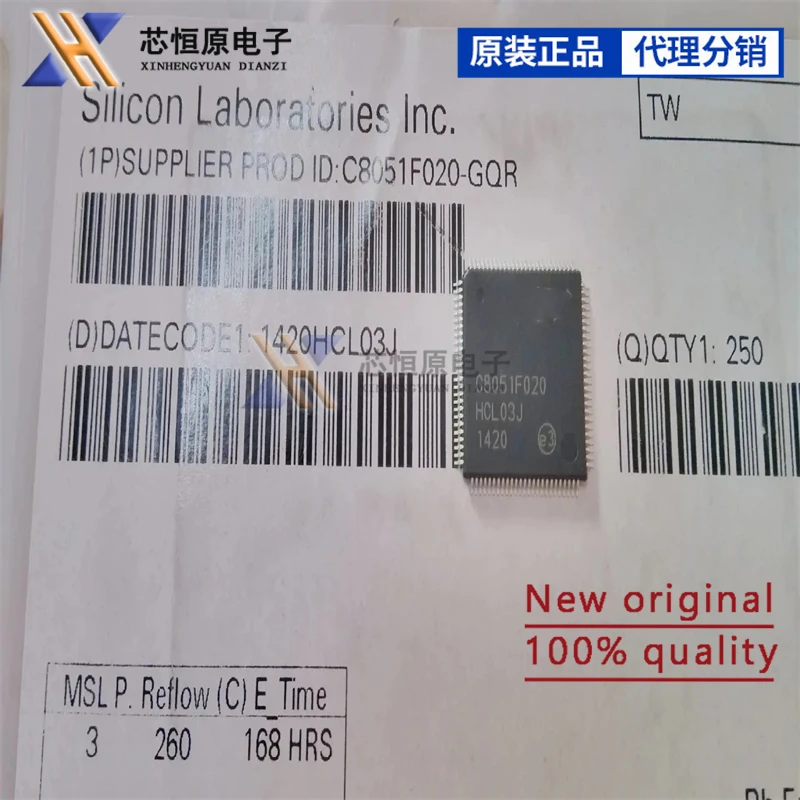 芯恒原电子
XINHENGYUAN DIANZI
原装正品
代理分销
Silicon Laboratories Inc.
TW
(1P)SUPPLIER PROD ID:C8051F020-GQR
(D)DATECODE1: 1420HCL03J
芯恒原电子
(Q)QTY1: 250
C8051F020
HCL03J
1420 e3
New original
100% quality
MSL P. Reflow (C) E_Time
3 260 168 HRS